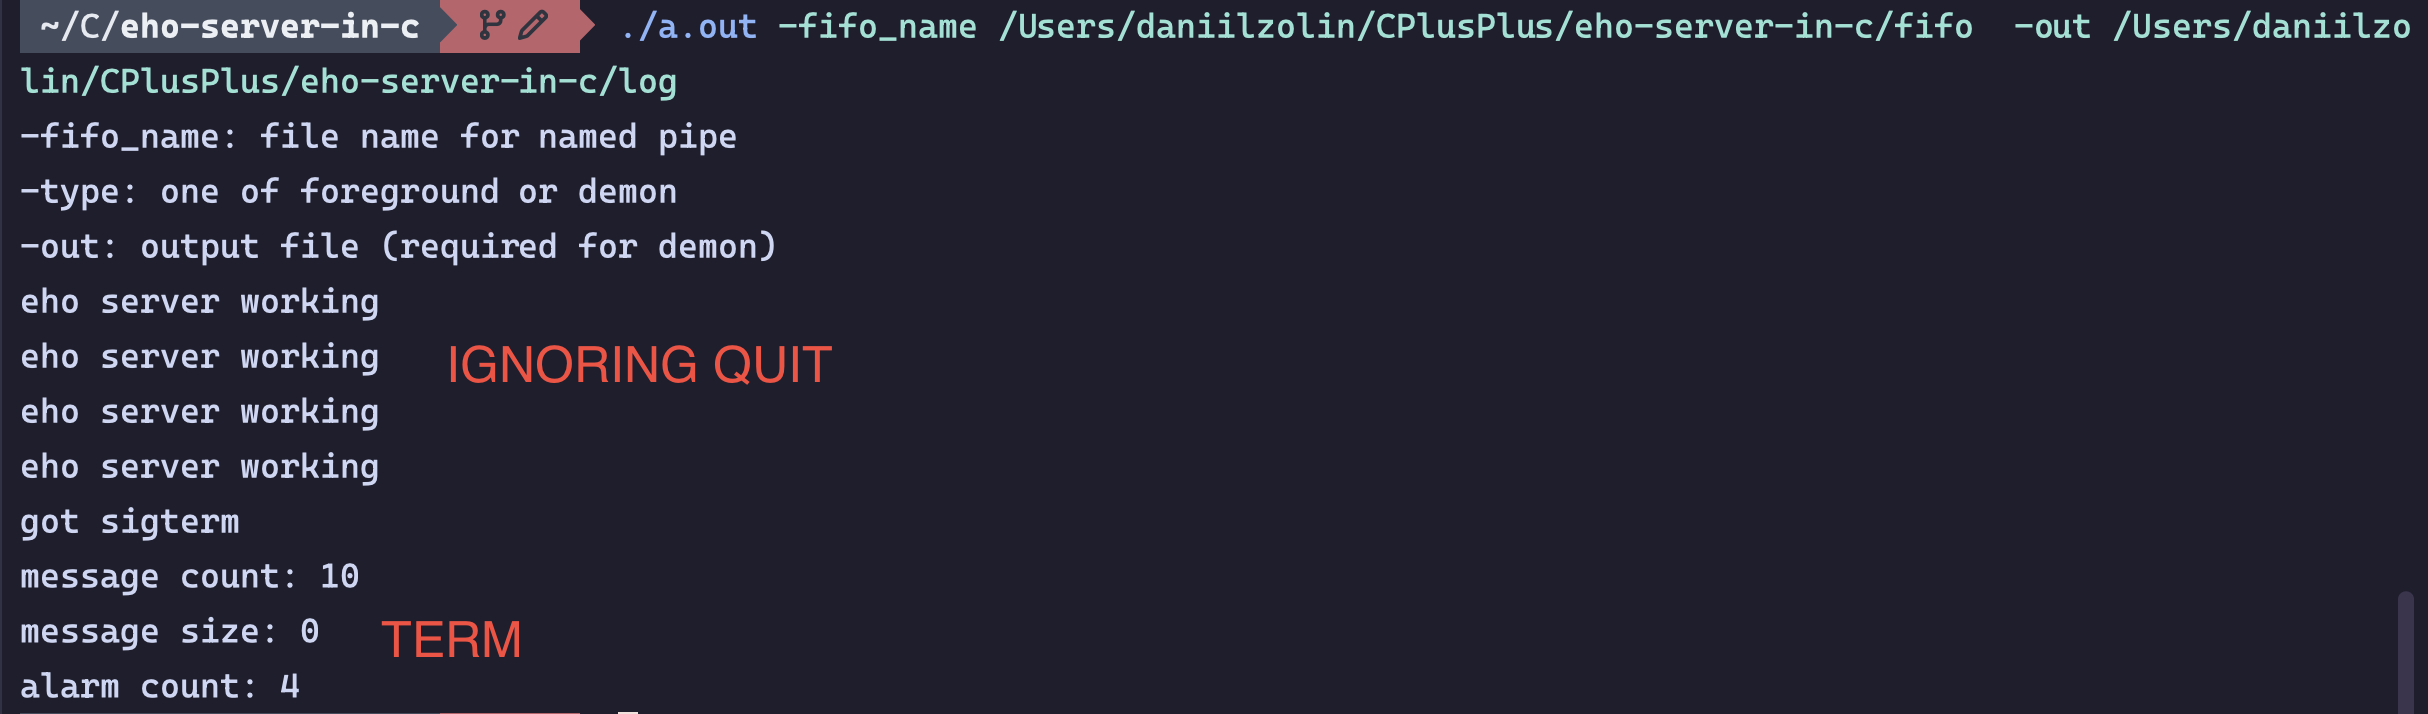 ~/C/eho-server-in-c ./a.out -fifo_name /Users/daniilzolin/CPlusPlus/eho-server-in-c/fifo  -out /Users/daniilzo
lin/CPlusPlus/eho-server-in-c/log
-fifo_name: file name for named pipe
-type: one of foreground or demon
-out: output file (required for demon)
eho server working
eho server working
IGNORING QUIT
eho server working
eho server working
got sigterm
message count: 10
message size: 0
TERM
alarm count: 4